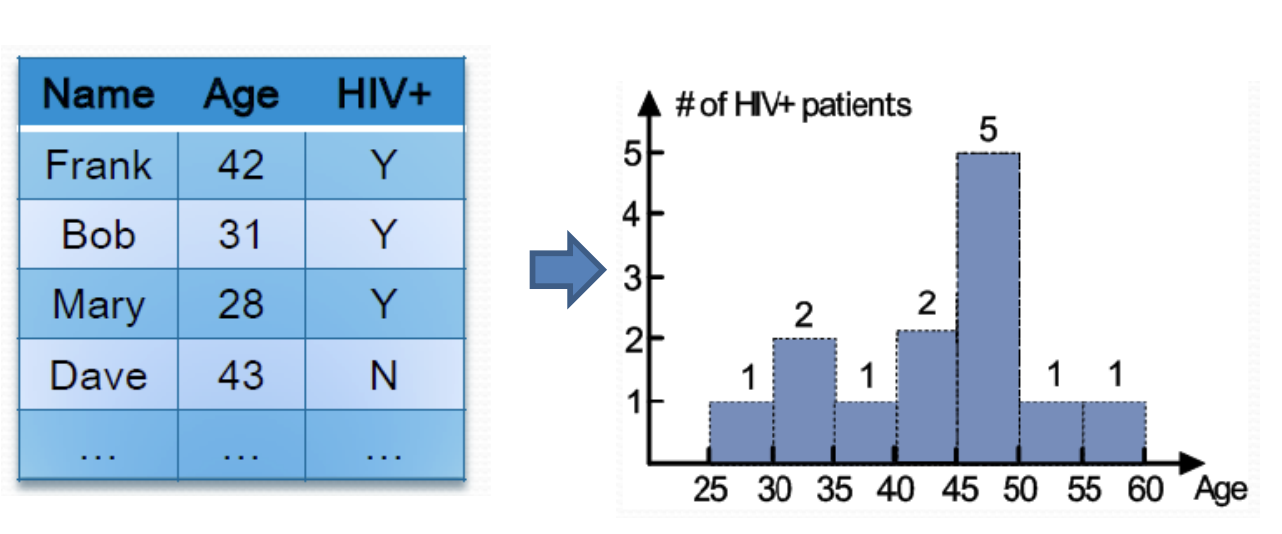 Name Age HIV+
Frank 42 Y
Bob 31 Y
Mary 28 Y
Dave 43 N
... ... ...
# of HIV+ patients
5
5
4
3
2
2
2
1
1
1 1
1
25 30 35 40 45 50 55 60 Age